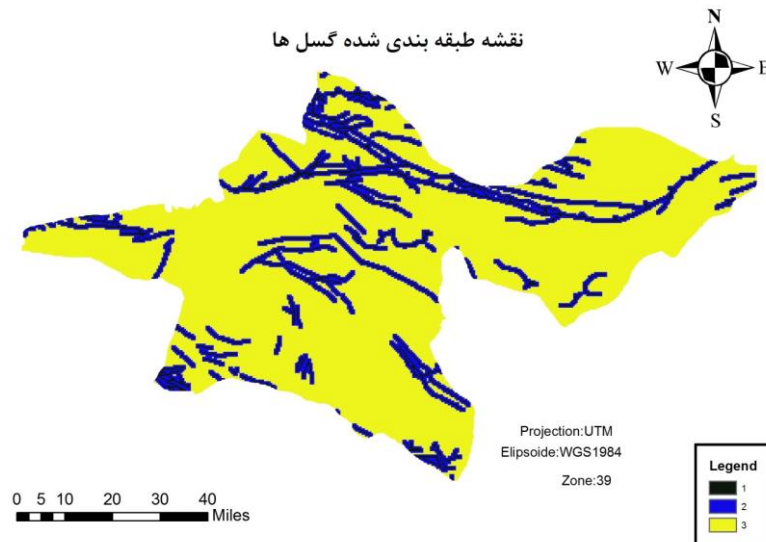 نقشه طبقه بندی شده گسل ها
N
W E
S
Projection:UTM
Elipsoide:WGS1984
Zone:39
Legend
1
2
3
0 5 10 20 30 40
Miles